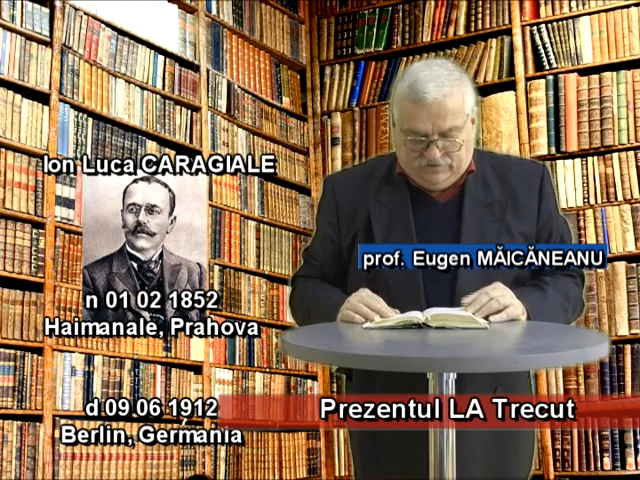 Ion Luca CARAGIALE
n 01 02 1852
Haimanale, Prahova
d 09 06 1912
Berlin, Germania
prof. Eugen MĂICĂNEANU
Prezentul LA Trecut